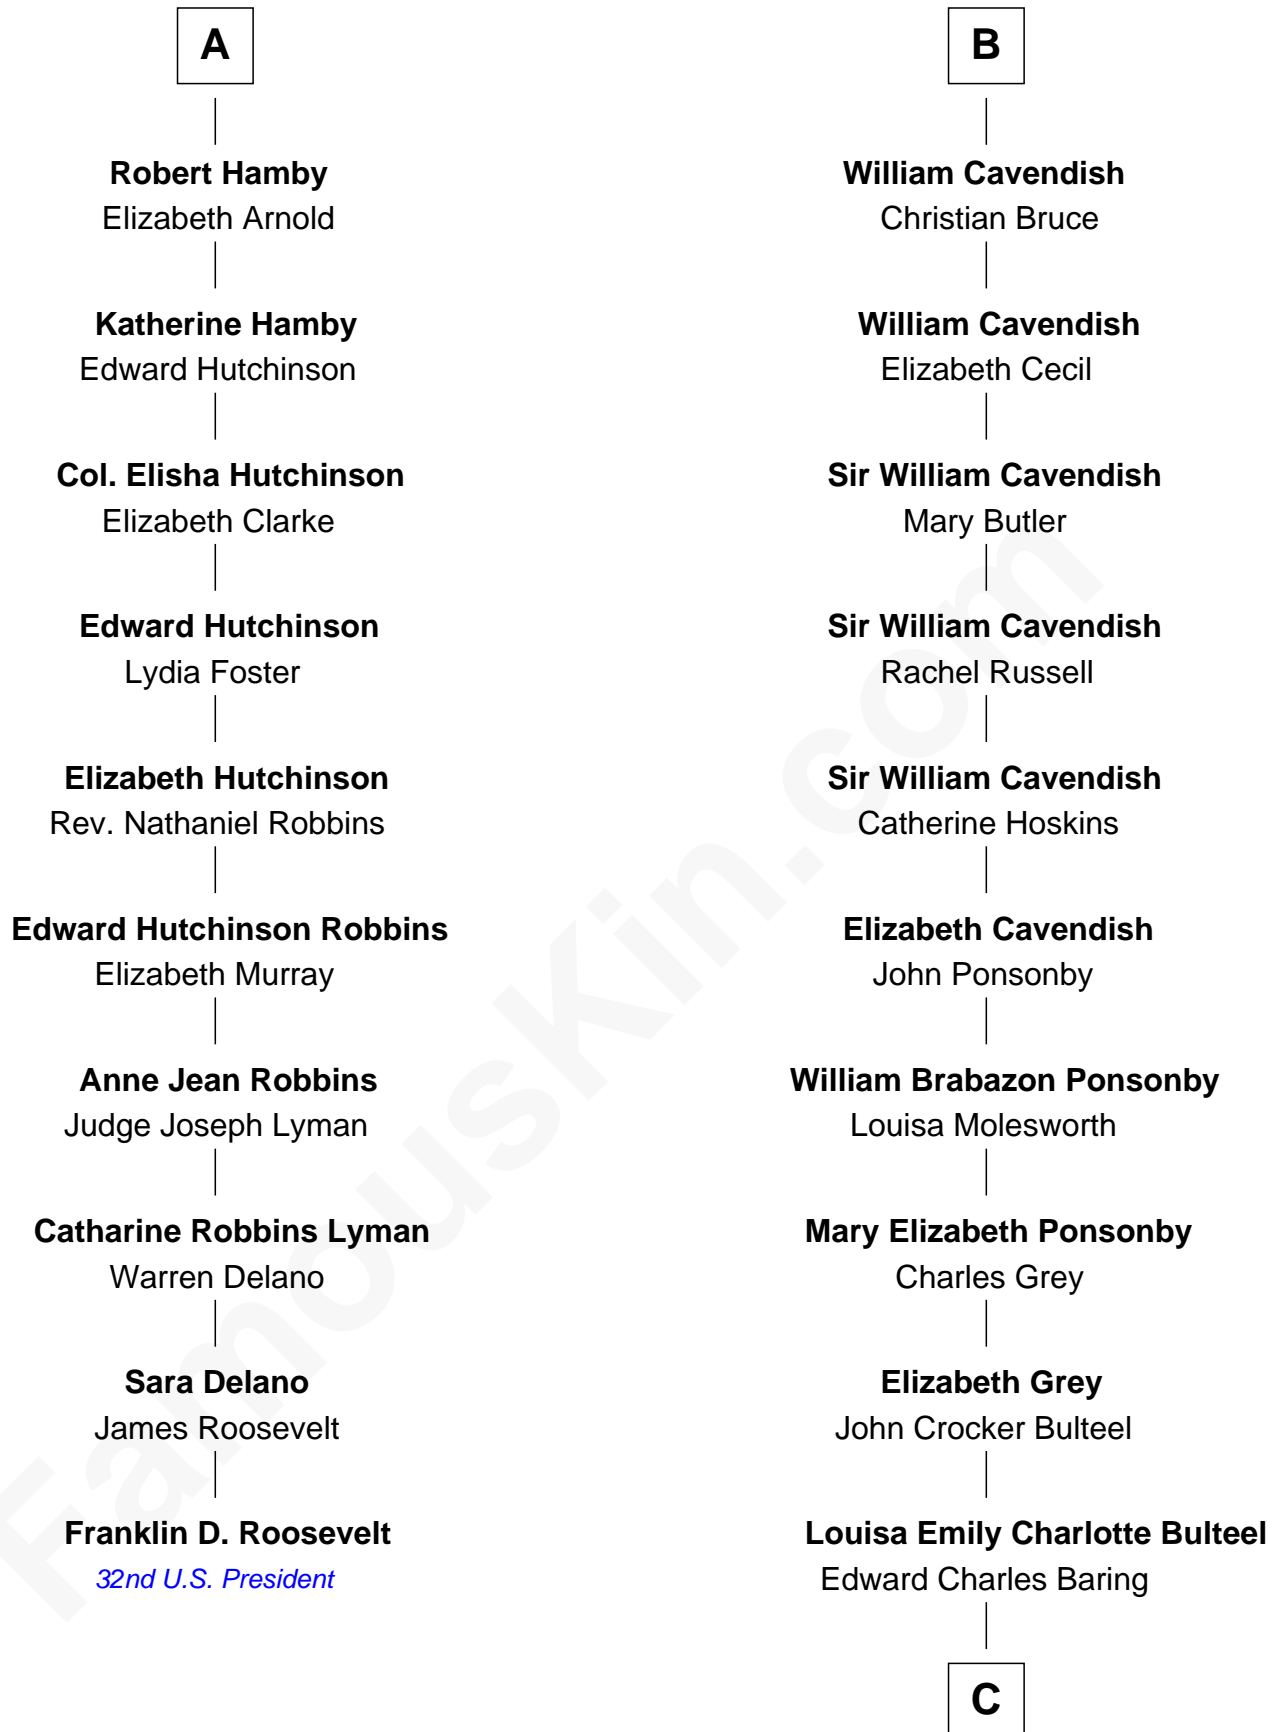 A
Robert Hamby
Elizabeth Arnold
Katherine Hamby
Edward Hutchinson
Col. Elisha Hutchinson
Elizabeth Clarke
Edward Hutchinson
Lydia Foster
Elizabeth Hutchinson
Rev. Nathaniel Robbins
Edward Hutchinson Robbins
Elizabeth Murray
Anne Jean Robbins
Judge Joseph Lyman
Catharine Robbins Lyman
Warren Delano
Sara Delano
James Roosevelt
Franklin D. Roosevelt
32nd U.S. President
B
William Cavendish
Christian Bruce
William Cavendish
Elizabeth Cecil
Sir William Cavendish
Mary Butler
Sir William Cavendish
Rachel Russell
Sir William Cavendish
Catherine Hoskins
Elizabeth Cavendish
John Ponsonby
William Brabazon Ponsonby
Louisa Molesworth
Mary Elizabeth Ponsonby
Charles Grey
Elizabeth Grey
John Crocker Bulteel
Louisa Emily Charlotte Bulteel
Edward Charles Baring
C
FamousKin.com